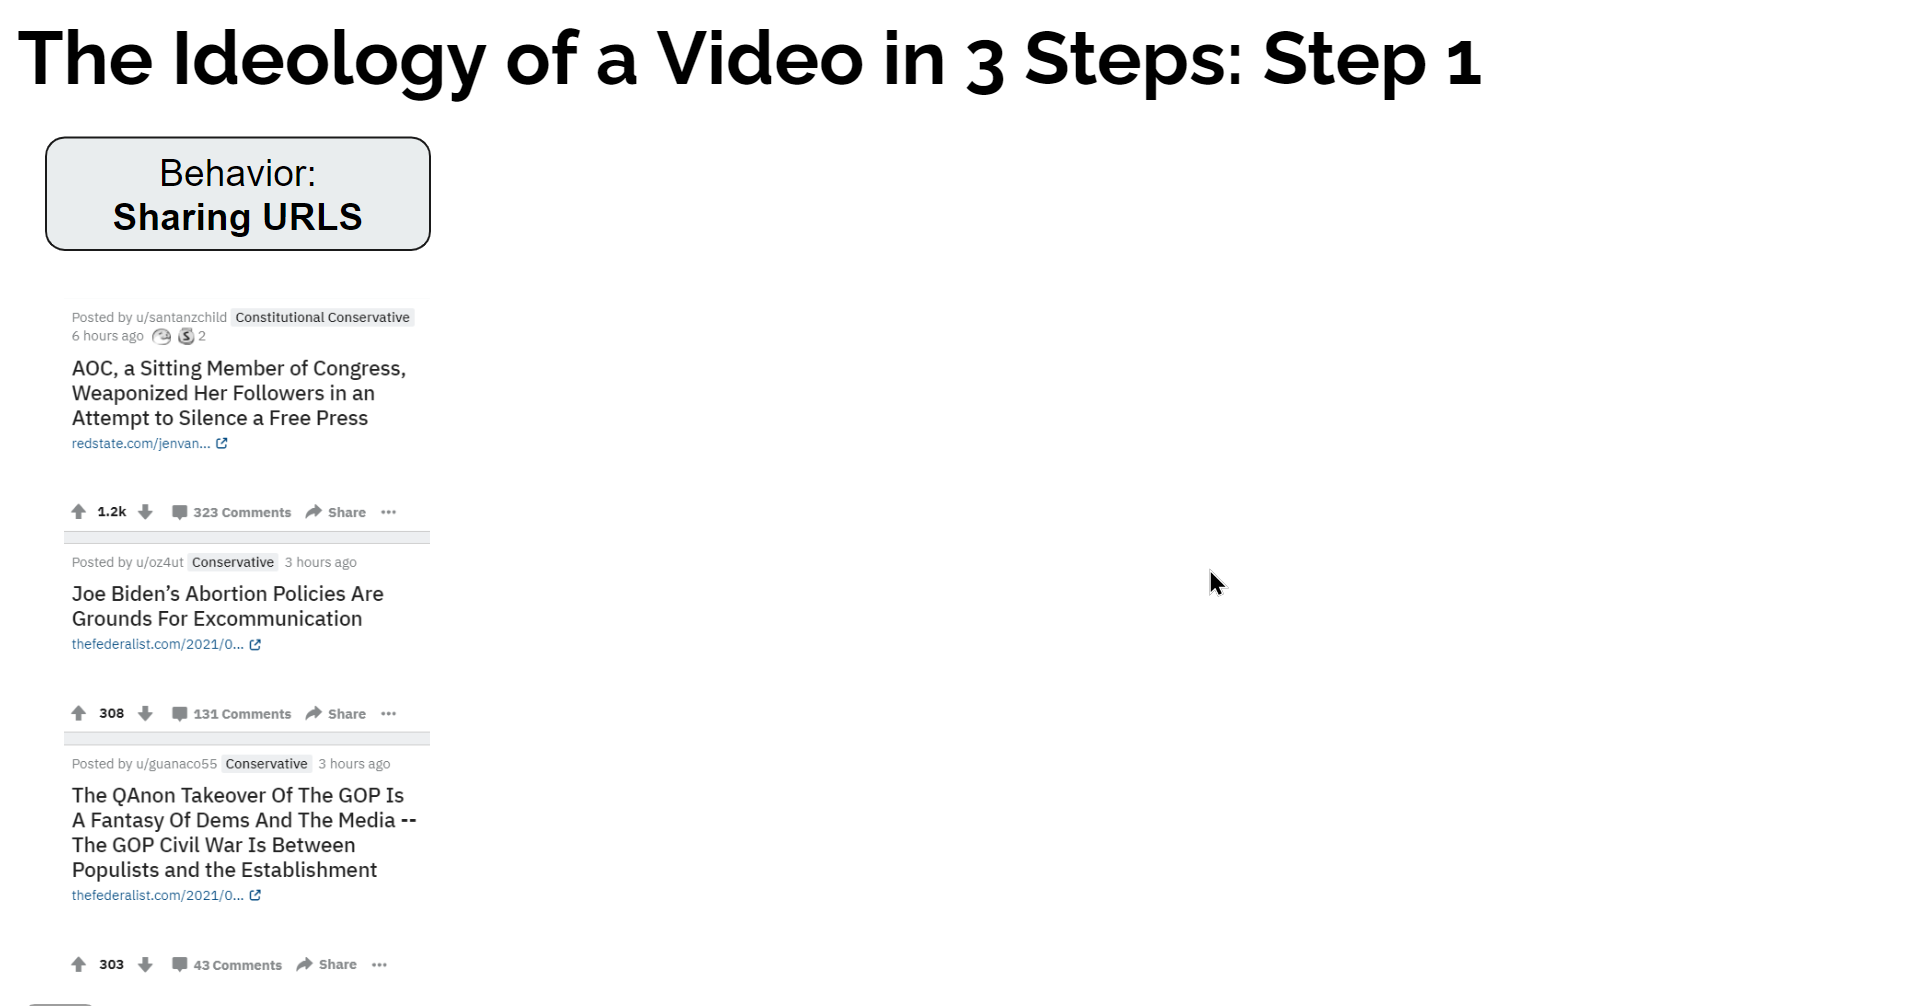 The Ideology of a Video in 3 Steps: Step 1
Behavior:
Sharing URLS
Posted by u/santanzchild Constitutional Conservative
6 hours ago S 2
AOC, a Sitting Member of Congress,
Weaponized Her Followers in an
Attempt to Silence a Free Press
redstate.com/jenvan...
1.2k 323 Comments Share ...
Posted by u/oz4ut Conservative 3 hours ago
Joe Biden’s Abortion Policies Are
Grounds For Excommunication
thefederalist.com/2021/0...
308 131 Comments Share ...
Posted by u/guanaco55 Conservative 3 hours ago
The QAnon Takeover Of The GOP Is
A Fantasy Of Dems And The Media --
The GOP Civil War Is Between
Populists and the Establishment
thefederalist.com/2021/0...
303 43 Comments Share ...